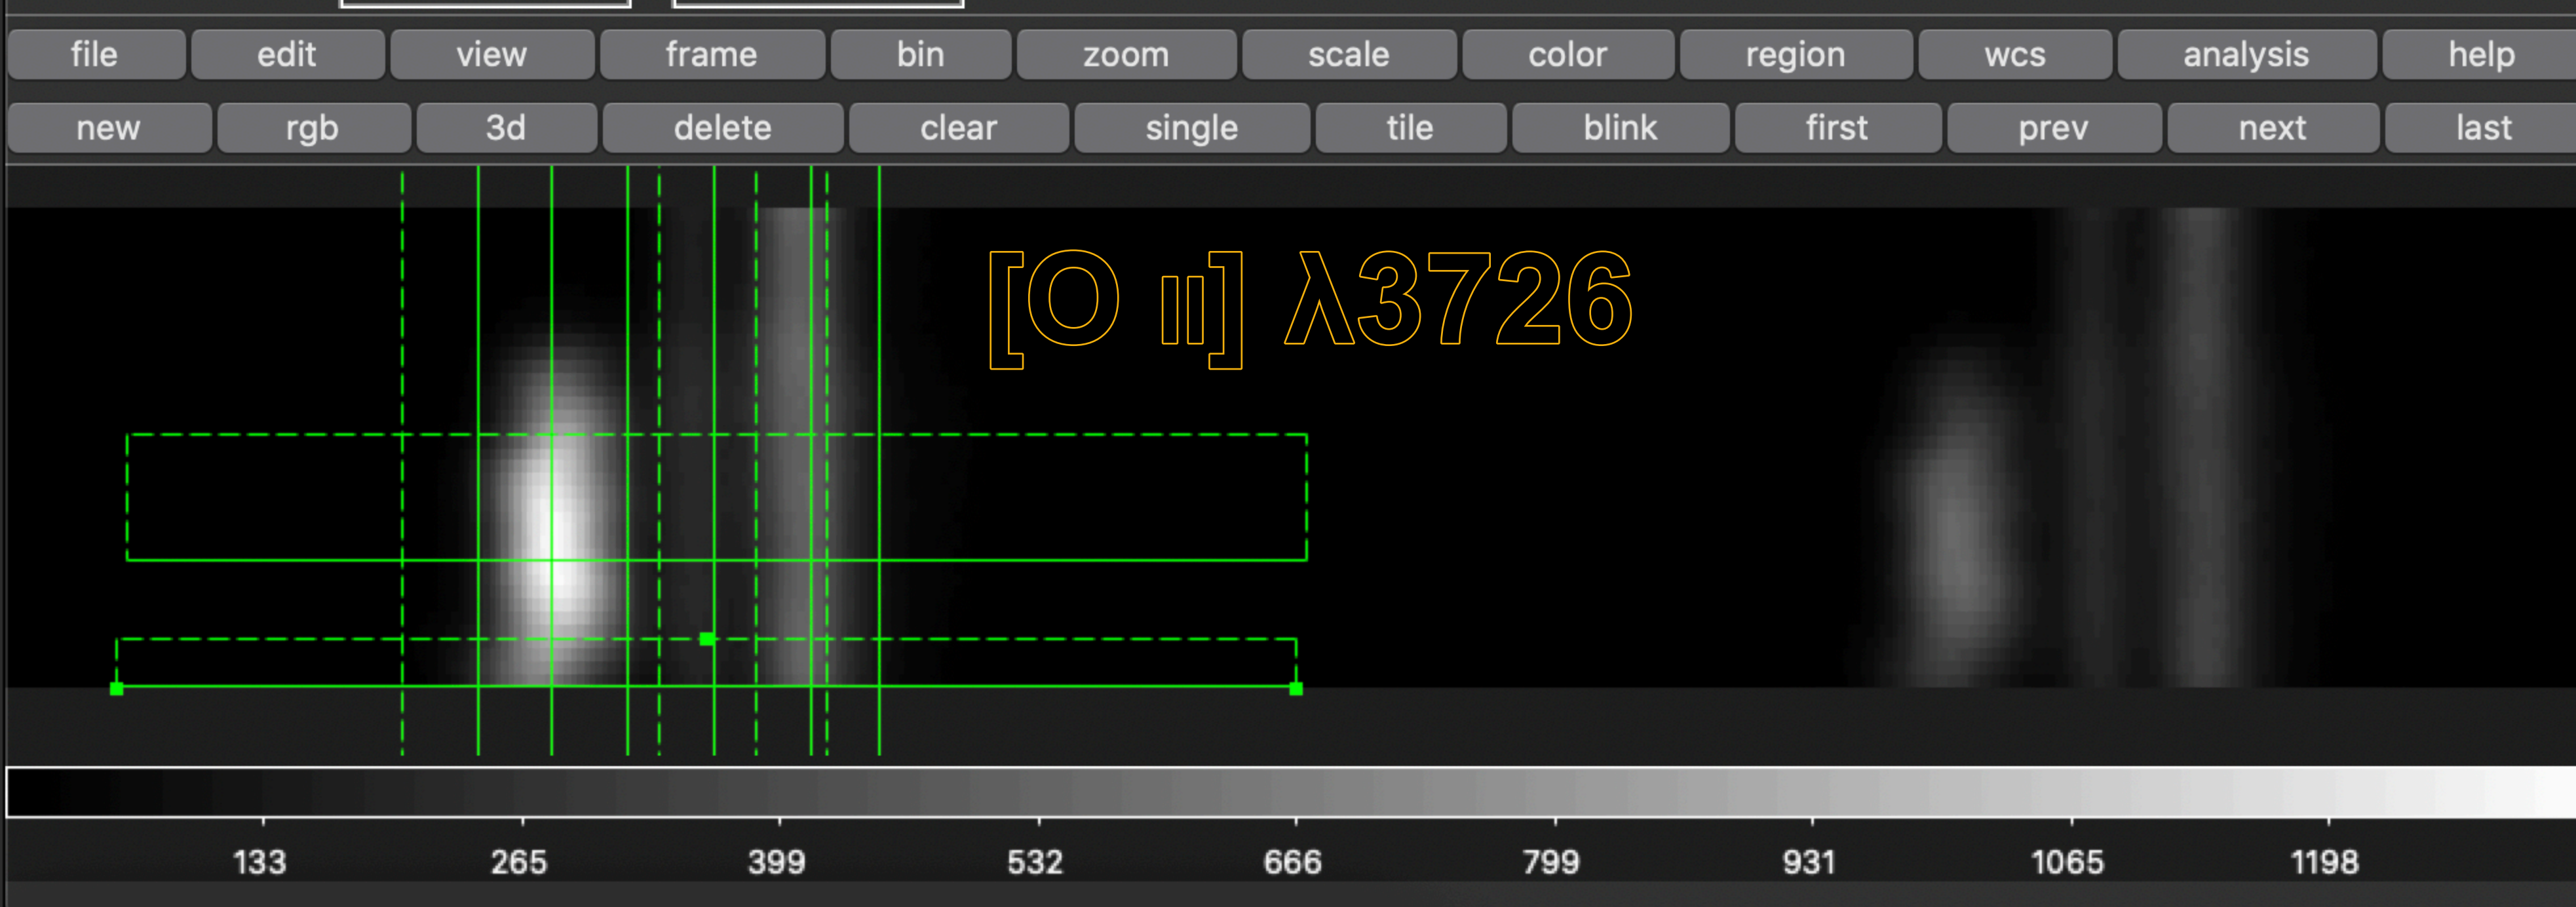 file edit view frame bin zoom scale color region wcs analysis help
new rgb 3d delete clear single tile blink first prev next last
[O II] λ3726
133 265 399 532 666 799 931 1065 1198